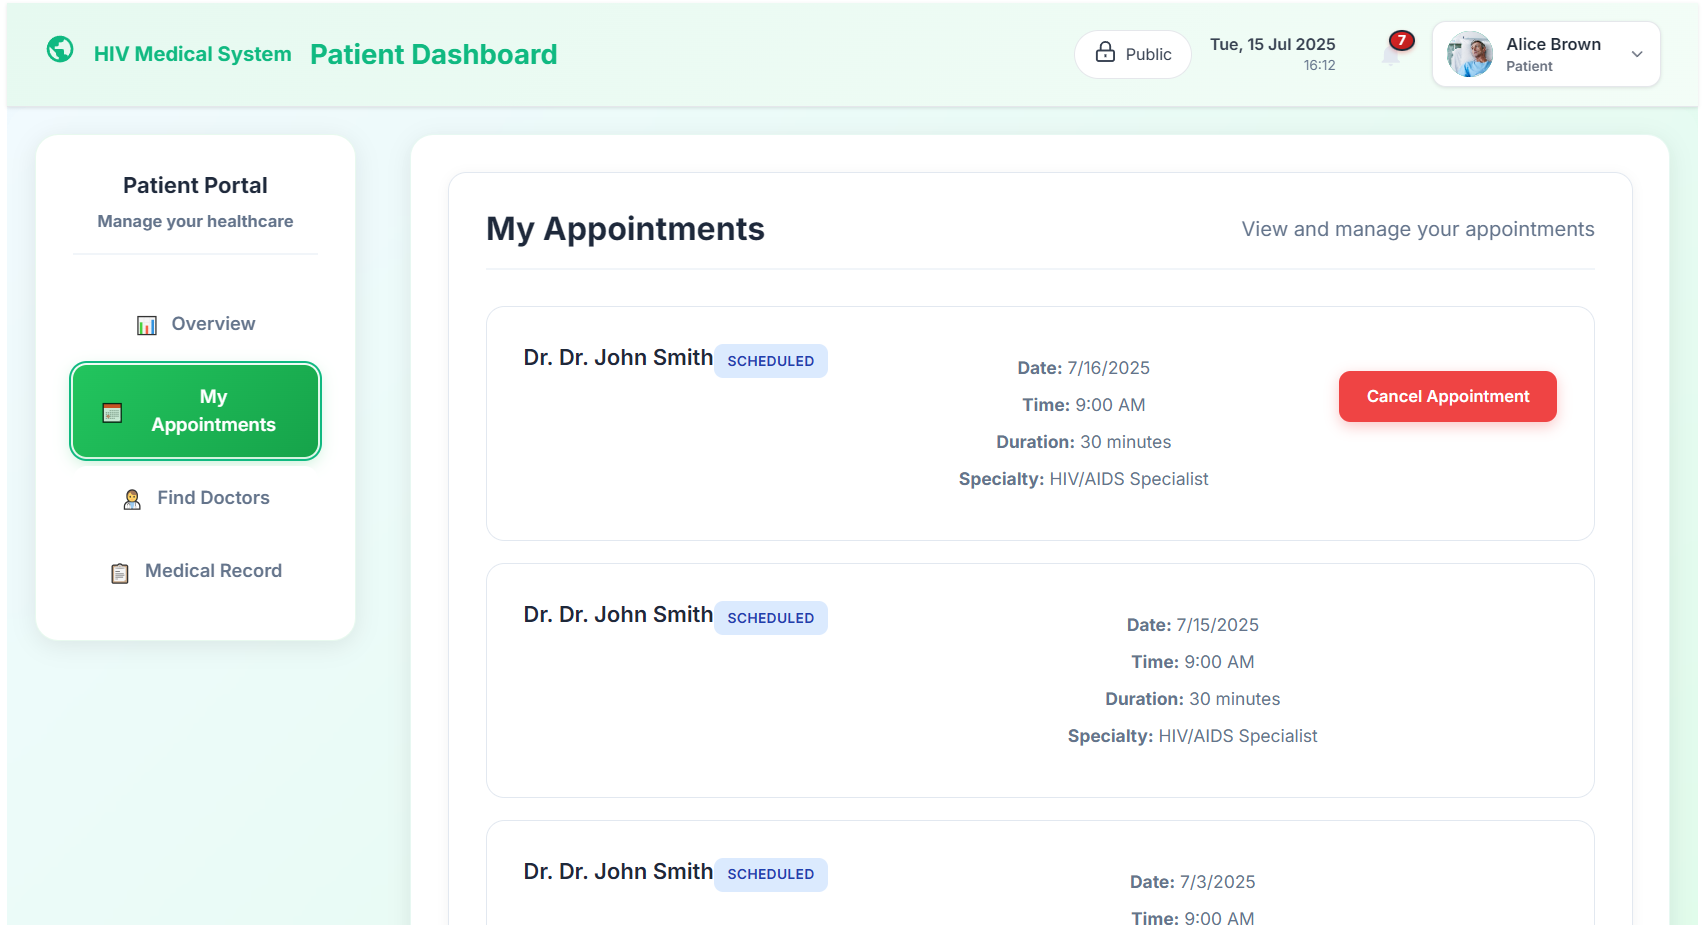 HIV Medical System
Patient Dashboard
Public
Tue, 15 Jul 2025
16:12
7
Alice Brown
Patient
Patient Portal
Manage your healthcare
Overview
My
Appointments
Find Doctors
Medical Record
My Appointments
View and manage your appointments
Dr. Dr. John Smith SCHEDULED
Date: 7/16/2025
Time: 9:00 AM
Duration: 30 minutes
Specialty: HIV/AIDS Specialist
Cancel Appointment
Dr. Dr. John Smith SCHEDULED
Date: 7/15/2025
Time: 9:00 AM
Duration: 30 minutes
Specialty: HIV/AIDS Specialist
Dr. Dr. John Smith SCHEDULED
Date: 7/3/2025
Time: 9:00 AM